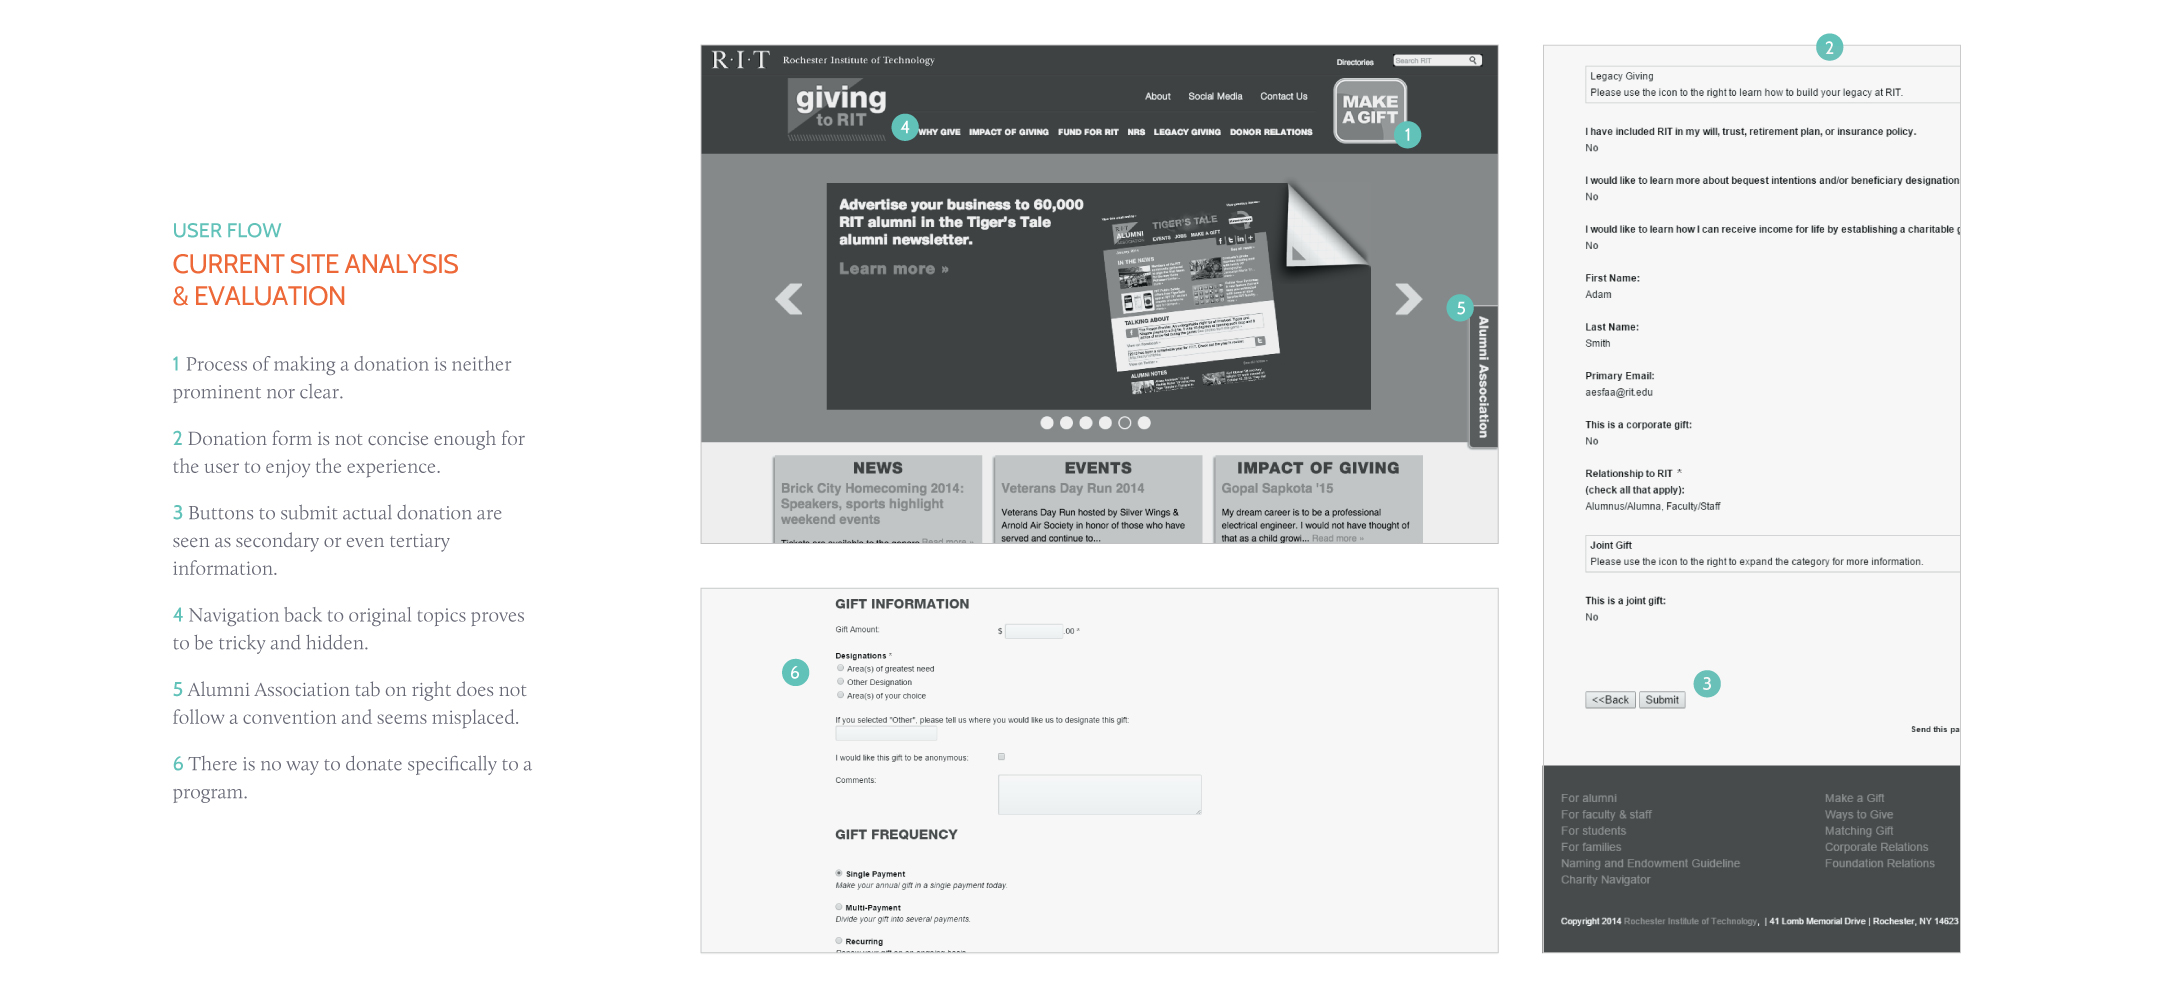 USER FLOW
CURRENT SITE ANALYSIS
& EVALUATION
1 Process of making a donation is neither
prominent nor clear.
2 Donation form is not concise enough for
the user to enjoy the experience.
3 Buttons to submit actual donation are
seen as secondary or even tertiary
information.
4 Navigation back to original topics proves
to be tricky and hidden.
5 Alumni Association tab on right does not
follow a convention and seems misplaced.
6 There is no way to donate specifically to a
program.
R·I·T Rochester Institute of Technology
Directories
Search RIT
giving
to RIT
About Social Media Contact Us
MAKE
A GIFT
1
4
WHY GIVE IMPACT OF GIVING FUND FOR RIT NRS LEGACY GIVING DONOR RELATIONS
Advertise your business to 60,000
RIT alumni in the Tiger's Tale
alumni newsletter.
Learn more »
TIGER'S TALE
RIT
ALUMNI
EVENTS JOBS MAKE A GIFT
IN THE NEWS
TALKING ABOUT
ALUMNI NOTES
5
Alumni Association
NEWS
Brick City Homecoming 2014:
Speakers, sports highlight
weekend events
Tickets are available to the genera Read more »
EVENTS
Veterans Day Run 2014
Veterans Day Run hosted by Silver Wings &
Arnold Air Society in honor of those who have
served and continue to...
IMPACT OF GIVING
Gopal Sapkota '15
My dream career is to be a professional
electrical engineer. I would not have thought of
that as a child growi... Read more »
GIFT INFORMATION
Gift Amount: $ .00 *
6
Designations *
Area(s) of greatest need
Other Designation
Area(s) of your choice
If you selected "Other", please tell us where you would like us to designate this gift:
I would like this gift to be anonymous:
Comments:
GIFT FREQUENCY
Single Payment
Make your annual gift in a single payment today.
Multi-Payment
Divide your gift into several payments.
Recurring
Renew your gift on an ongoing basis
2
Legacy Giving
Please use the icon to the right to learn how to build your legacy at RIT.
I have included RIT in my will, trust, retirement plan, or insurance policy.
No
I would like to learn more about bequest intentions and/or beneficiary designation
No
I would like to learn how I can receive income for life by establishing a charitable g
No
First Name:
Adam
Last Name:
Smith
Primary Email:
aesfaa@rit.edu
This is a corporate gift:
No
Relationship to RIT *
(check all that apply):
Alumnus/Alumna, Faculty/Staff
Joint Gift
Please use the icon to the right to expand the category for more information.
This is a joint gift:
No
3
<<Back Submit
Send this pa
For alumni
For faculty & staff
For students
For families
Naming and Endowment Guideline
Charity Navigator
Make a Gift
Ways to Give
Matching Gift
Corporate Relations
Foundation Relations
Copyright 2014 Rochester Institute of Technology, | 41 Lomb Memorial Drive | Rochester, NY 14623